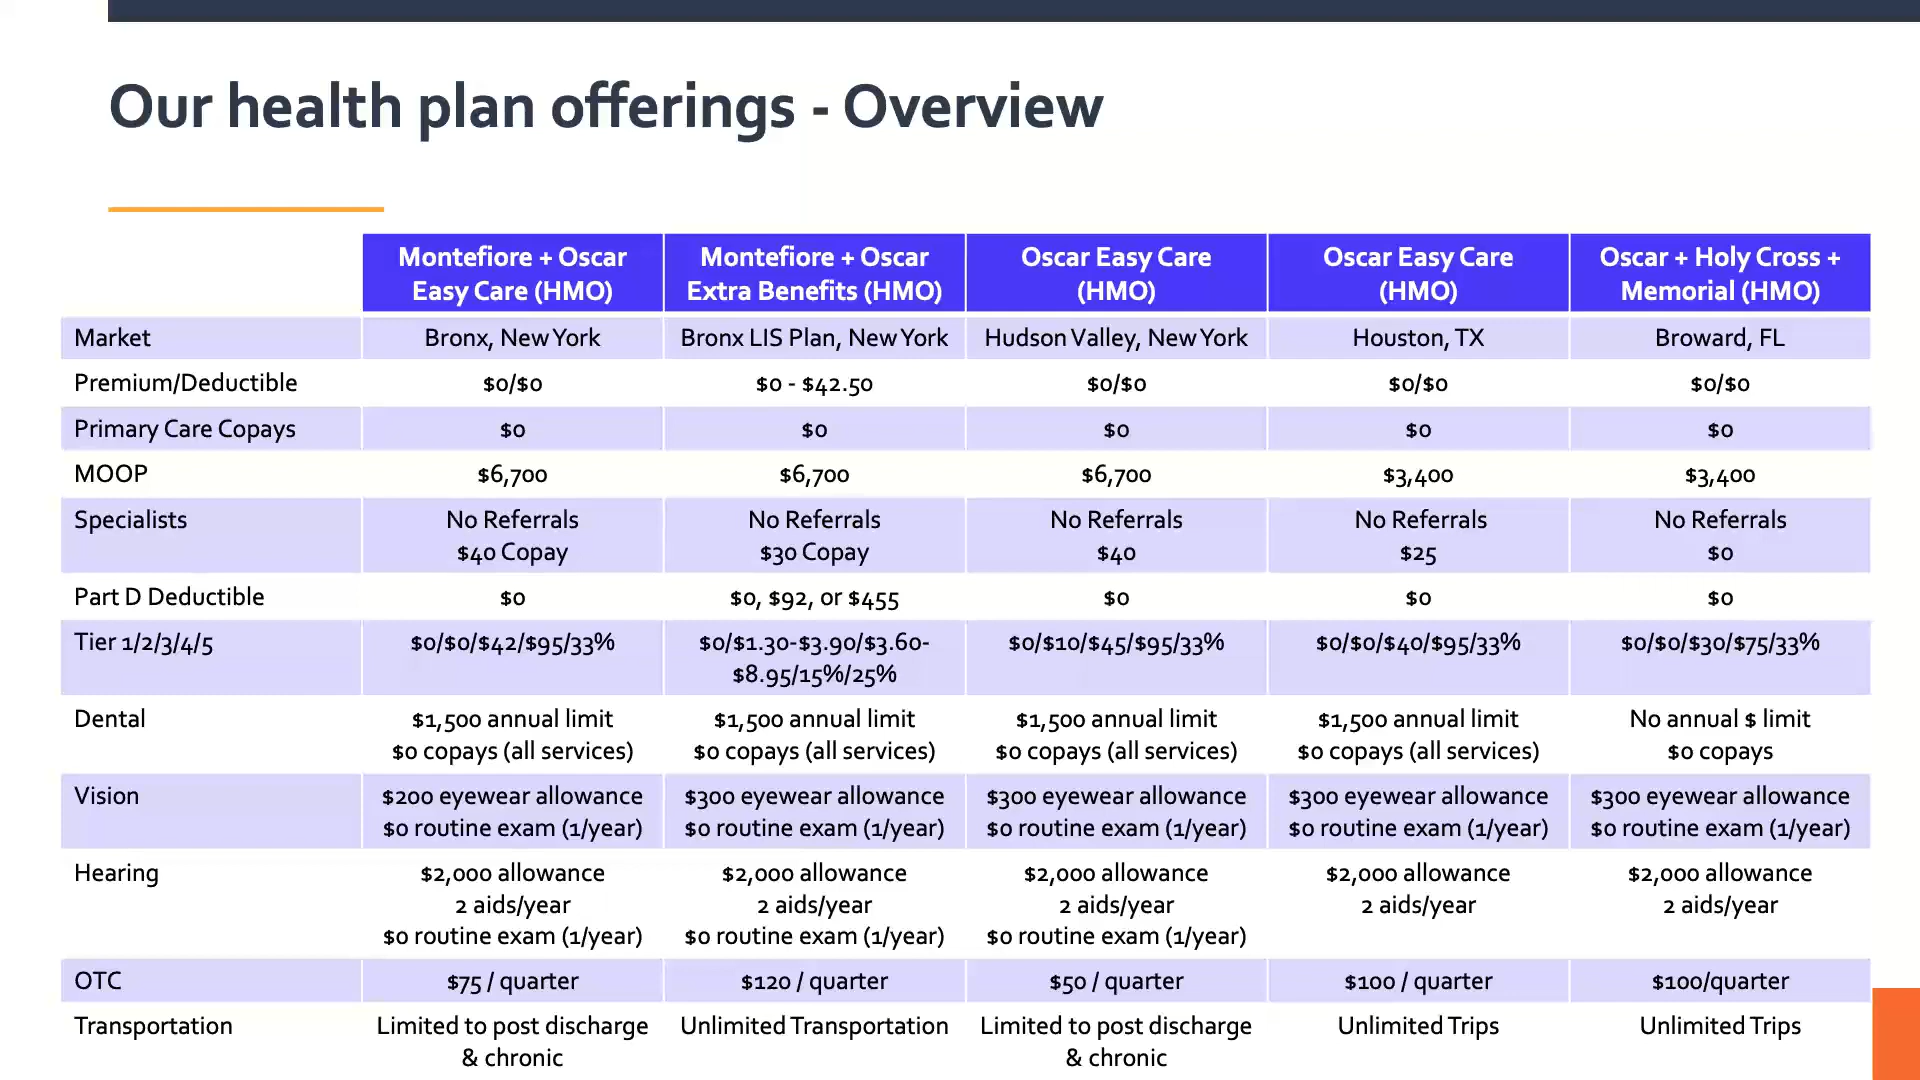 Our health plan offerings - Overview
Montefiore + Oscar Easy Care (HMO)
Montefiore + Oscar Extra Benefits (HMO)
Oscar Easy Care (HMO)
Oscar Easy Care (HMO)
Oscar + Holy Cross + Memorial (HMO)
Market
Bronx, New York
Bronx LIS Plan, New York
Hudson Valley, New York
Houston, TX
Broward, FL
Premium/Deductible
$0/$0
$0 - $42.50
$0/$0
$0/$0
$0/$0
Primary Care Copays
$0
$0
$0
$0
$0
MOOP
$6,700
$6,700
$6,700
$3,400
$3,400
Specialists
No Referrals
$40 Copay
No Referrals
$30 Copay
No Referrals
$40
No Referrals
$25
No Referrals
$0
Part D Deductible
$0
$0, $92, or $455
$0
$0
$0
Tier 1/2/3/4/5
$0/$0/$42/$95/33%
$0/$1.30-$3.90/$3.60-
$8.95/15%/25%
$0/$10/$45/$95/33%
$0/$0/$40/$95/33%
$0/$0/$30/$75/33%
Dental
$1,500 annual limit
$0 copays (all services)
$1,500 annual limit
$0 copays (all services)
$1,500 annual limit
$0 copays (all services)
$1,500 annual limit
$0 copays (all services)
No annual $ limit
$0 copays
Vision
$200 eyewear allowance
$0 routine exam (1/year)
$300 eyewear allowance
$0 routine exam (1/year)
$300 eyewear allowance
$0 routine exam (1/year)
$300 eyewear allowance
$0 routine exam (1/year)
$300 eyewear allowance
$0 routine exam (1/year)
Hearing
$2,000 allowance
2 aids/year
$0 routine exam (1/year)
$2,000 allowance
2 aids/year
$0 routine exam (1/year)
$2,000 allowance
2 aids/year
$0 routine exam (1/year)
$2,000 allowance
2 aids/year
$2,000 allowance
2 aids/year
OTC
$75 / quarter
$120 / quarter
$50 / quarter
$100 / quarter
$100/quarter
Transportation
Limited to post discharge
& chronic
Unlimited Transportation
Limited to post discharge
& chronic
Unlimited Trips
Unlimited Trips